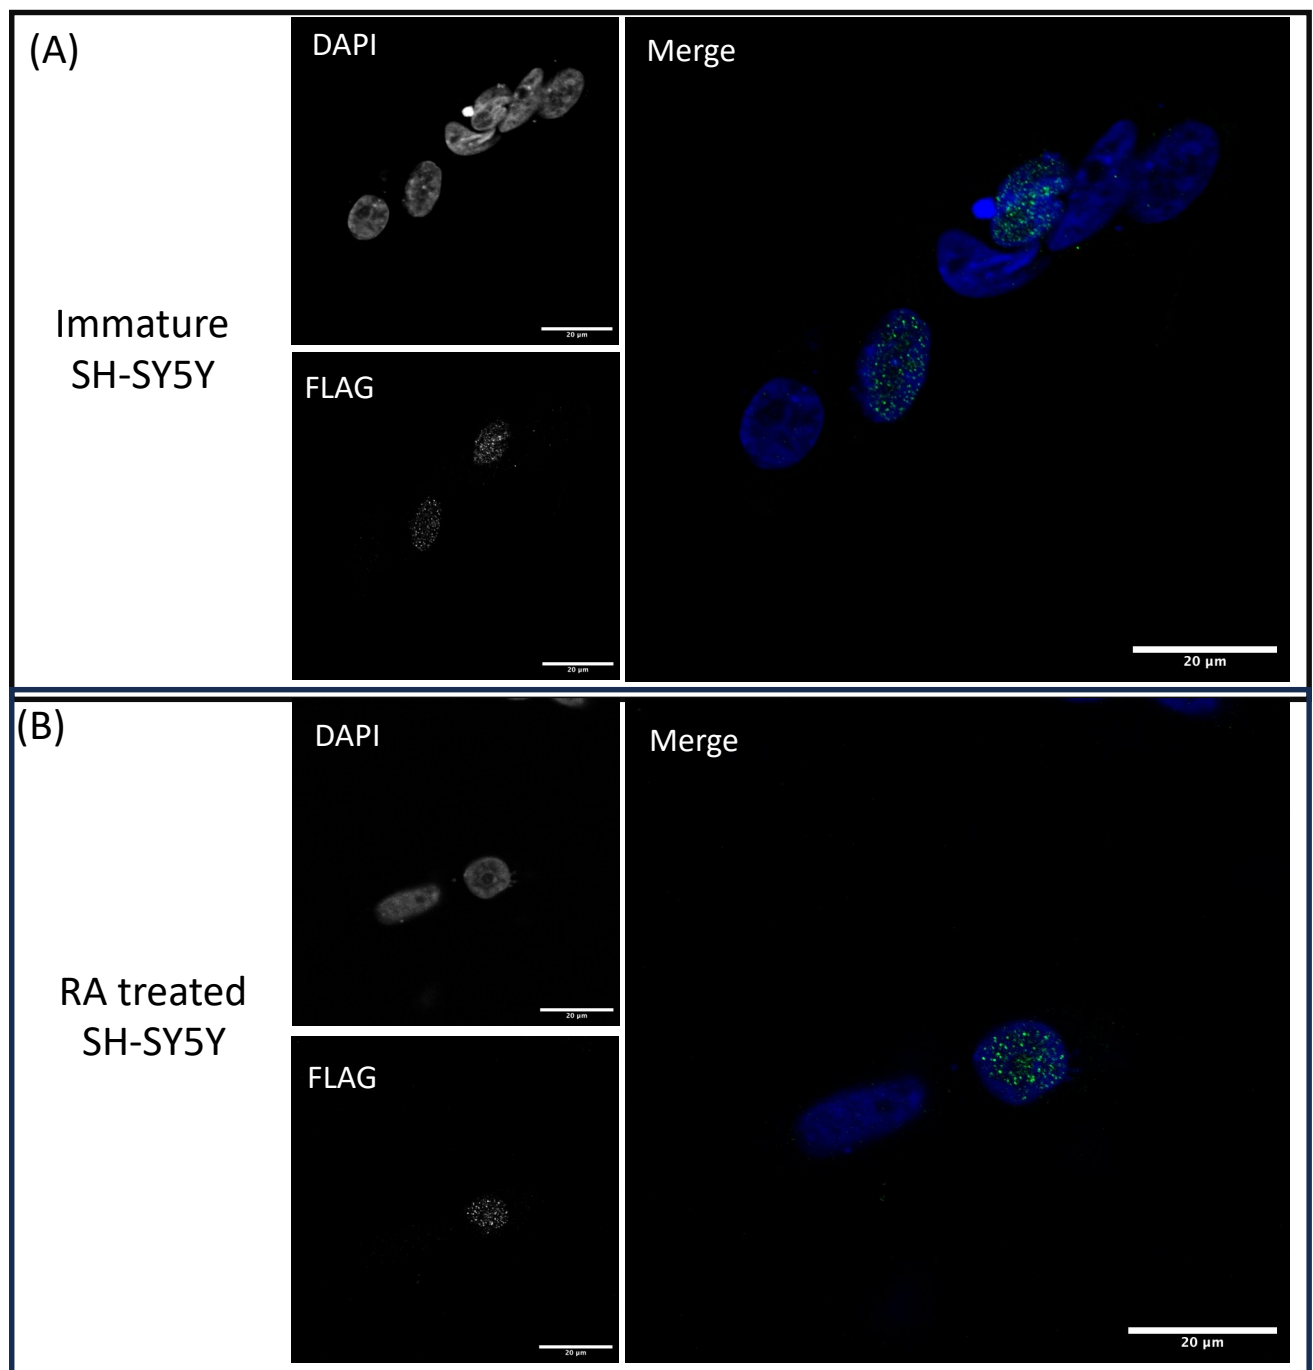 (A)
DAPI
Merge
Immature
SH-SY5Y
20 µm
FLAG
20 µm
20 µm
(B)
DAPI
Merge
RA treated
SH-SY5Y
20 µm
FLAG
20 µm
20 µm